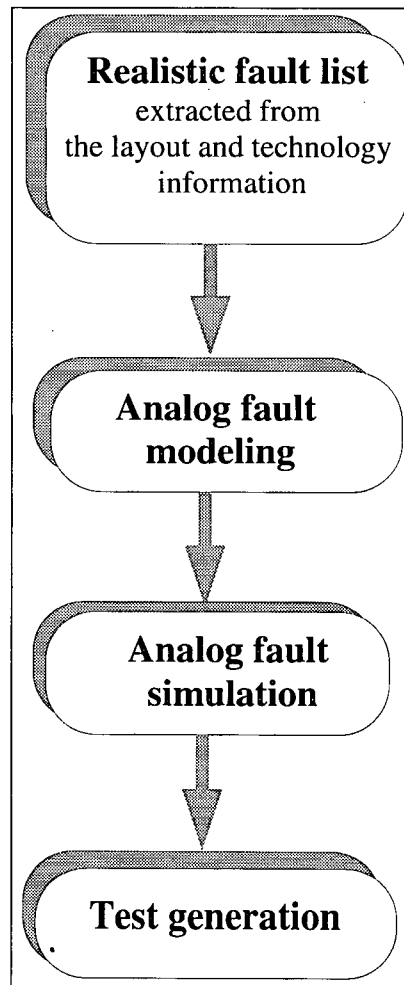 Realistic fault list
extracted from
the layout and technology
information
Analog fault
modeling
Analog fault
simulation
Test generation